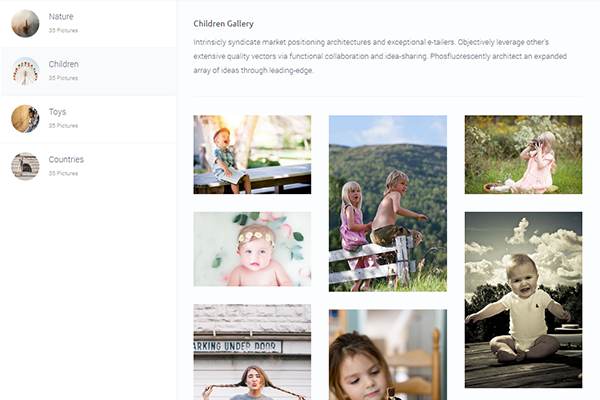 Nature
35 Pictures
Children
35 Pictures
Toys
35 Pictures
Countries
35 Pictures
Children Gallery
Intrinsicly syndicate market positioning architectures and exceptional e-tailers. Objectively leverage other's
extensive quality vectors via functional collaboration and idea-sharing. Phosfluorescently architect an expanded
array of ideas through leading-edge.
PARKING UNDER DOOR